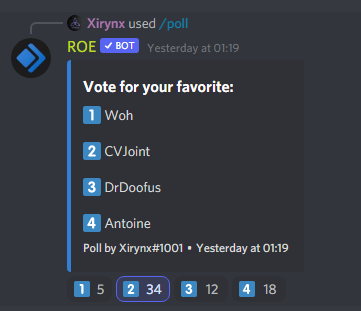 Xirynx used /poll
ROE ✓ BOT Yesterday at 01:19
Vote for your favorite:
1 Woh
2 CVJoint
3 DrDoofus
4 Antoine
Poll by Xirynx#1001 • Yesterday at 01:19
1 5 2 34 3 12 4 18